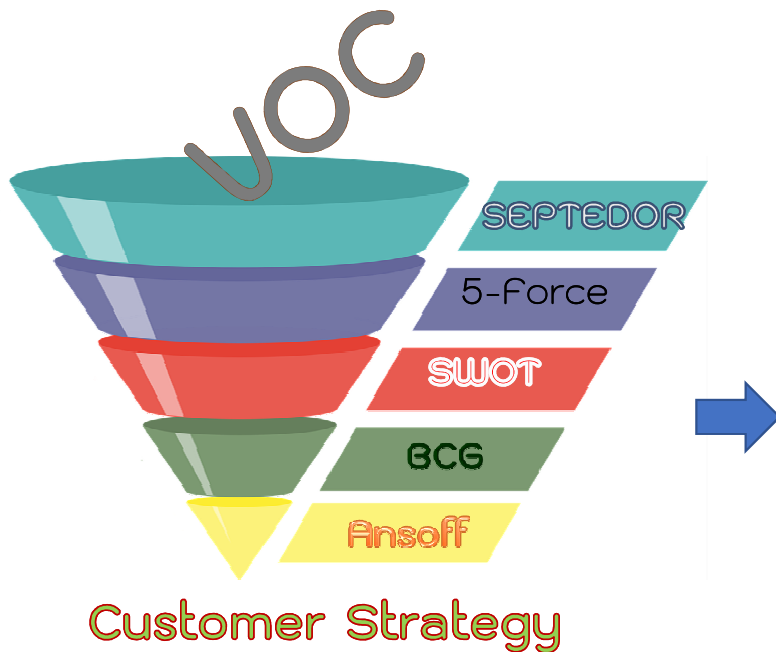 VOC
SEPTEDOR
5-Force
SWOT
BCG
Ansoff
Customer Strategy